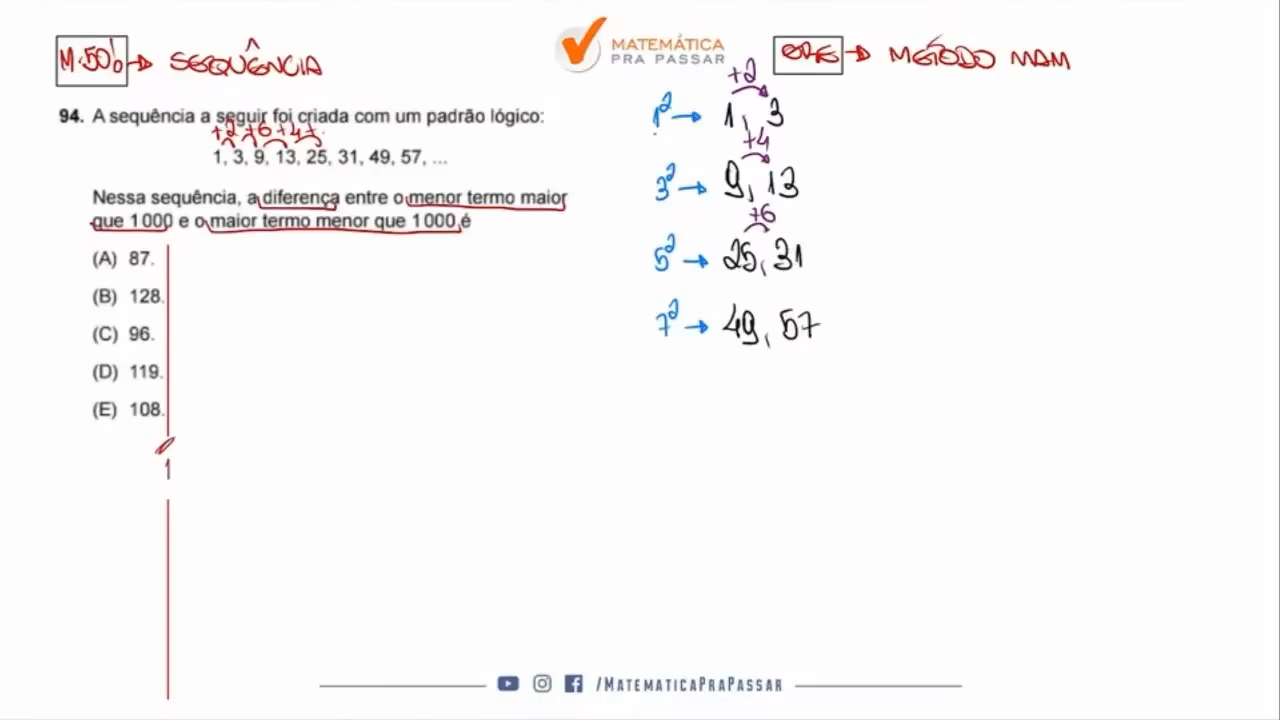 M.50% → SEQUÊNCIA
MATEMÁTICA
PRA PASSAR
→ MÉTODO MAM
94. A sequência a seguir foi criada com um padrão lógico:
+2 +6 +4 +
1, 3, 9, 13, 25, 31, 49, 57, ...
Nessa sequência, a diferença entre o menor termo maior
que 1000 e o maior termo menor que 1000 é
(A) 87.
(B) 128.
(C) 96.
(D) 119.
(E) 108.
+2
1² → 1, 3
+4
3² → 9, 13
+6
5² → 25, 31
7² → 49, 57
/MATEMATICAPRAPASSAR